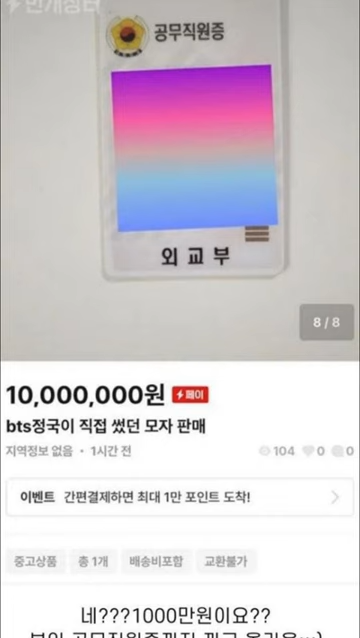 번개장터
공무직원증
외교부
8 / 8
10,000,000원 페이
bts정국이 직접 썼던 모자 판매
지역정보 없음 · 1시간 전 104 0 0
이벤트 간편결제하면 최대 1만 포인트 도착!
중고상품 총 1개 배송비포함 교환불가
네???1000만원이요??